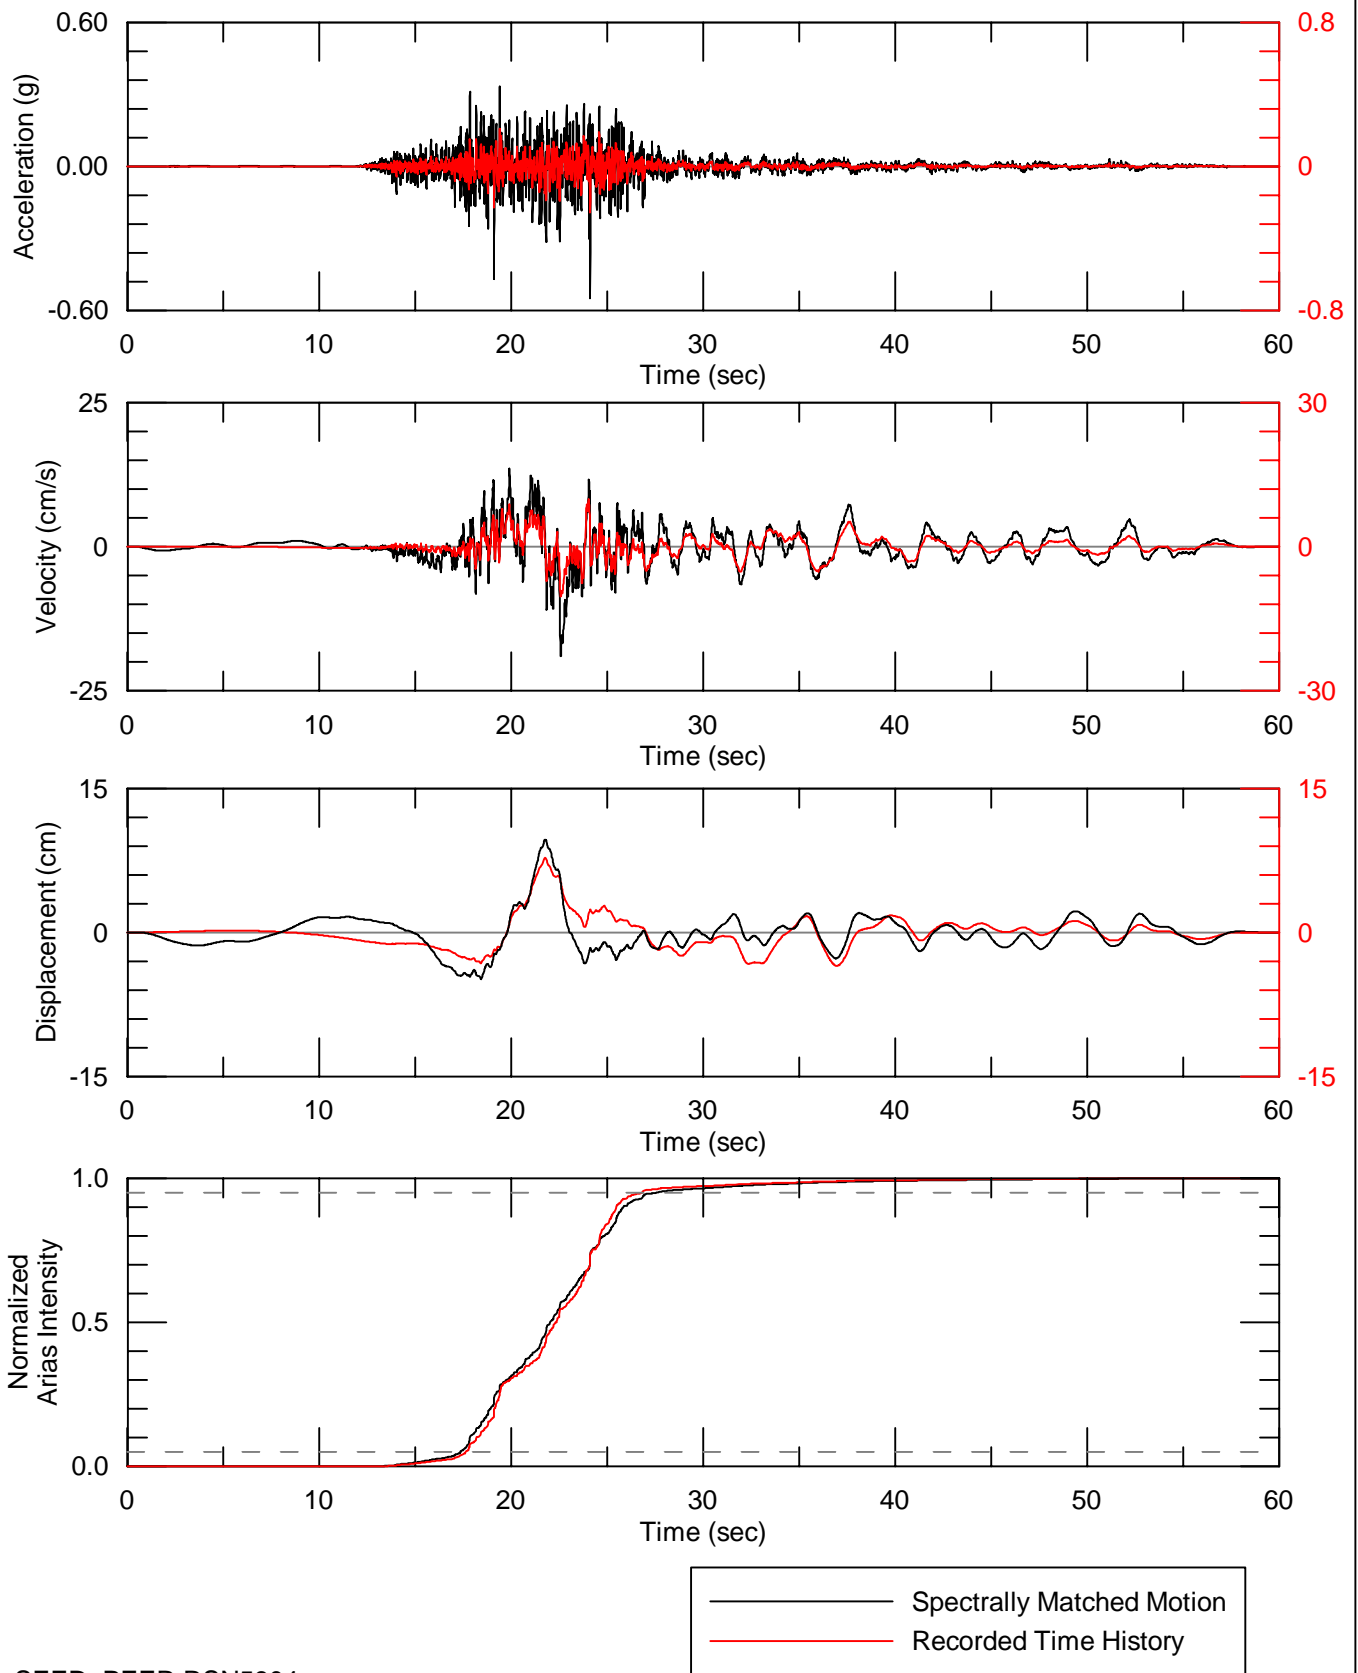 0.60
0.8
Acceleration (g)
0.00
0
-0.60
-0.8
0 10 20 30 40 50 60
Time (sec)
25
30
Velocity (cm/s)
0
0
-25
-30
0 10 20 30 40 50 60
Time (sec)
15
15
Displacement (cm)
0
0
-15
-15
0 10 20 30 40 50 60
Time (sec)
1.0
Normalized
Arias Intensity
0.5
0.0
0 10 20 30 40 50 60
Time (sec)
Spectrally Matched Motion
Recorded Time History